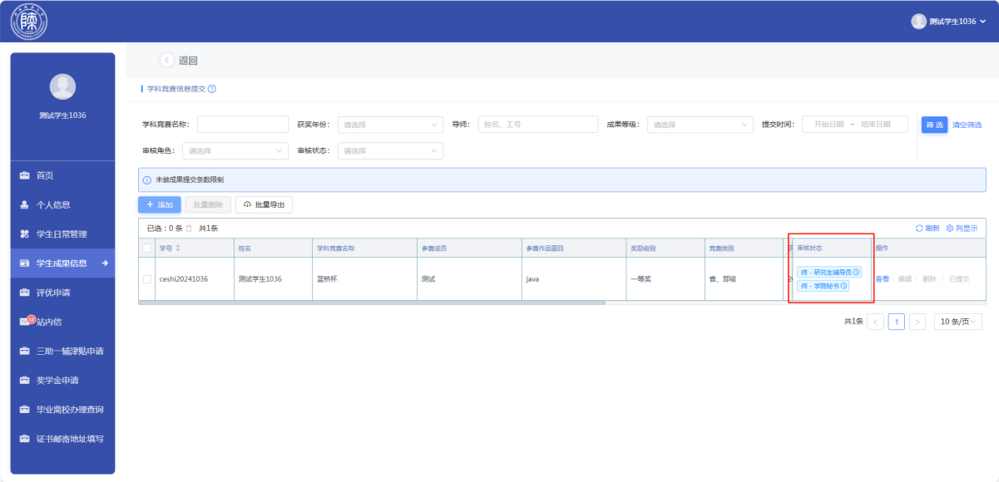 测试学生1036
返回
测试学生1036
学科竞赛信息提交
学科竞赛名称：
获奖年份： 请选择
导师： 姓名、工号
成果等级： 请选择
提交时间： 开始日期 ~ 结束日期
筛 选 清空筛选
审核角色： 请选择
审核状态： 请选择
未做成果提交条数限制
+ 添加 批量删除 批量导出
已选：0 条 共1条
刷新 列显示
学号 姓名 学科竞赛名称 参赛成员 参赛作品题目 奖励级别 竞赛类别 审核状态 操作
ceshi20241036 测试学生1036 蓝桥杯 测试 java 一等奖 省、部级 终 - 研究生辅导员 查看 编辑 删除 已提交
终 - 学院秘书
共1条 < 1 > 10 条/页
首页
个人信息
学生日常管理
学生成果信息
评优申请
站内信
三助一辅津贴申请
奖学金申请
毕业离校办理查询
证书邮寄地址填写